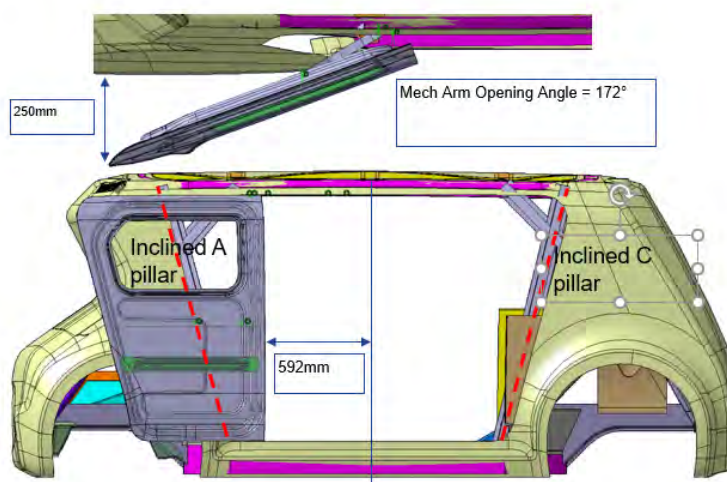 250mm
Mech Arm Opening Angle = 172°
Inclined A
pillar
Inclined C
pillar
592mm